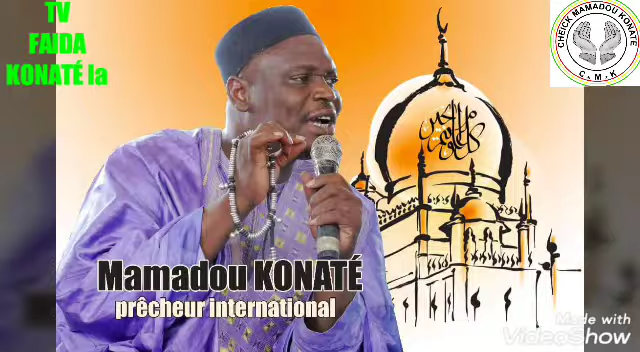 TV
FAIDA
KONATÉ la
CHEICK MAMADOU KONATE
C.M.K
Mamadou KONATÉ
prêcheur international
Made with
VideoShow